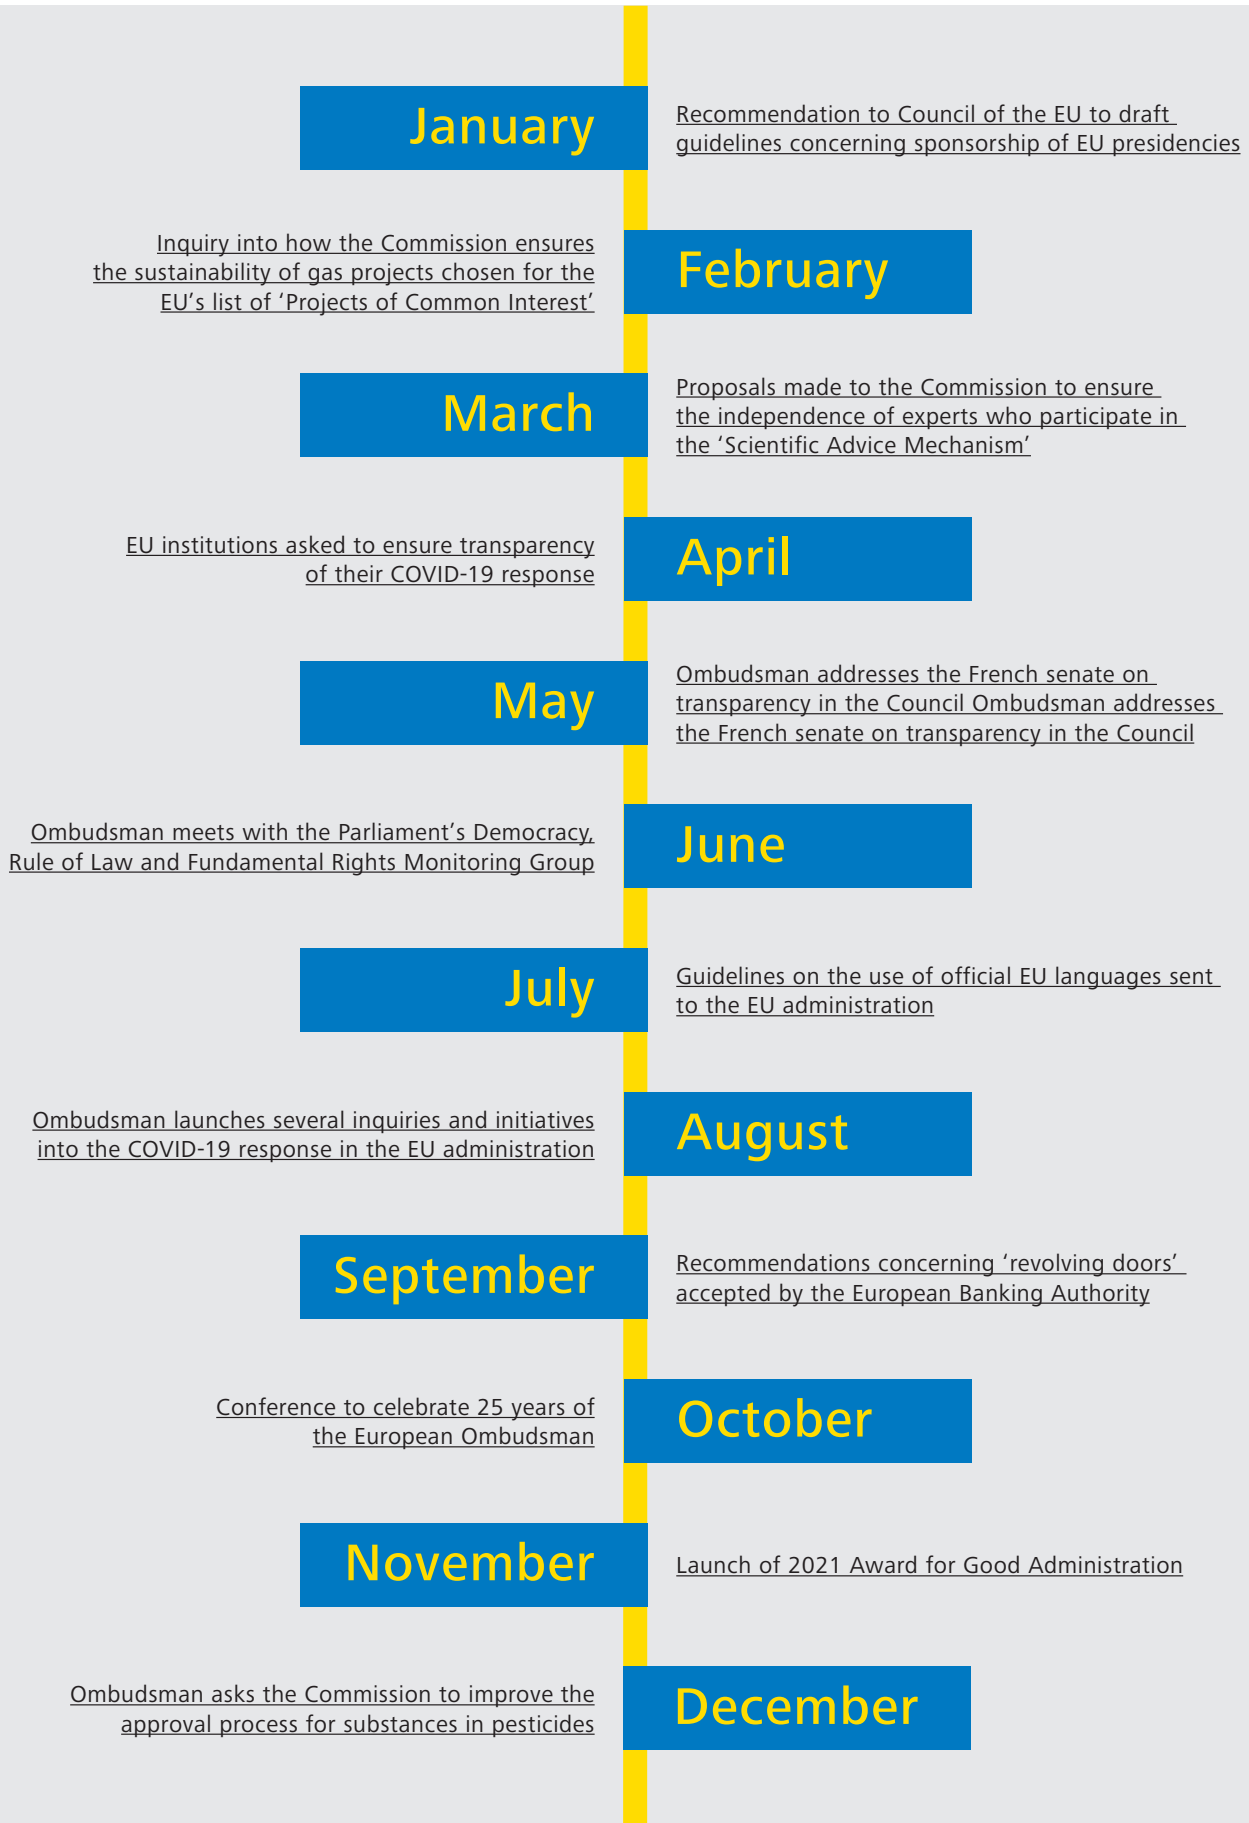 January
Recommendation to Council of the EU to draft
guidelines concerning sponsorship of EU presidencies
Inquiry into how the Commission ensures
the sustainability of gas projects chosen for the
EU’s list of ‘Projects of Common Interest’
February
March
Proposals made to the Commission to ensure
the independence of experts who participate in
the ‘Scientific Advice Mechanism’
EU institutions asked to ensure transparency
of their COVID-19 response
April
May
Ombudsman addresses the French senate on
transparency in the Council Ombudsman addresses
the French senate on transparency in the Council
Ombudsman meets with the Parliament’s Democracy,
Rule of Law and Fundamental Rights Monitoring Group
June
July
Guidelines on the use of official EU languages sent
to the EU administration
Ombudsman launches several inquiries and initiatives
into the COVID-19 response in the EU administration
August
September
Recommendations concerning ‘revolving doors’
accepted by the European Banking Authority
Conference to celebrate 25 years of
the European Ombudsman
October
November
Launch of 2021 Award for Good Administration
Ombudsman asks the Commission to improve the
approval process for substances in pesticides
December